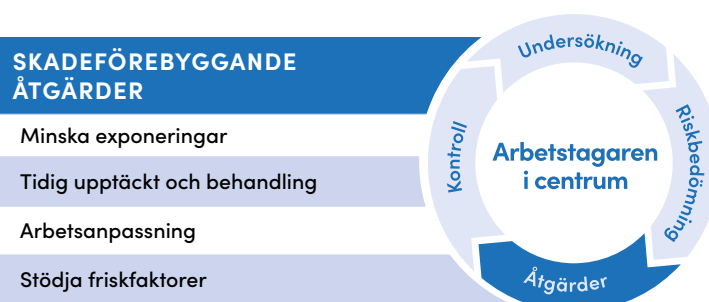 SKADEFÖREBYGGANDE
ÅTGÄRDER
Minska exponeringar
Tidig upptäckt och behandling
Arbetsanpassning
Stödja friskfaktorer
Undersökning
Riskbedömning
Åtgärder
Kontroll
Arbetstagaren
i centrum